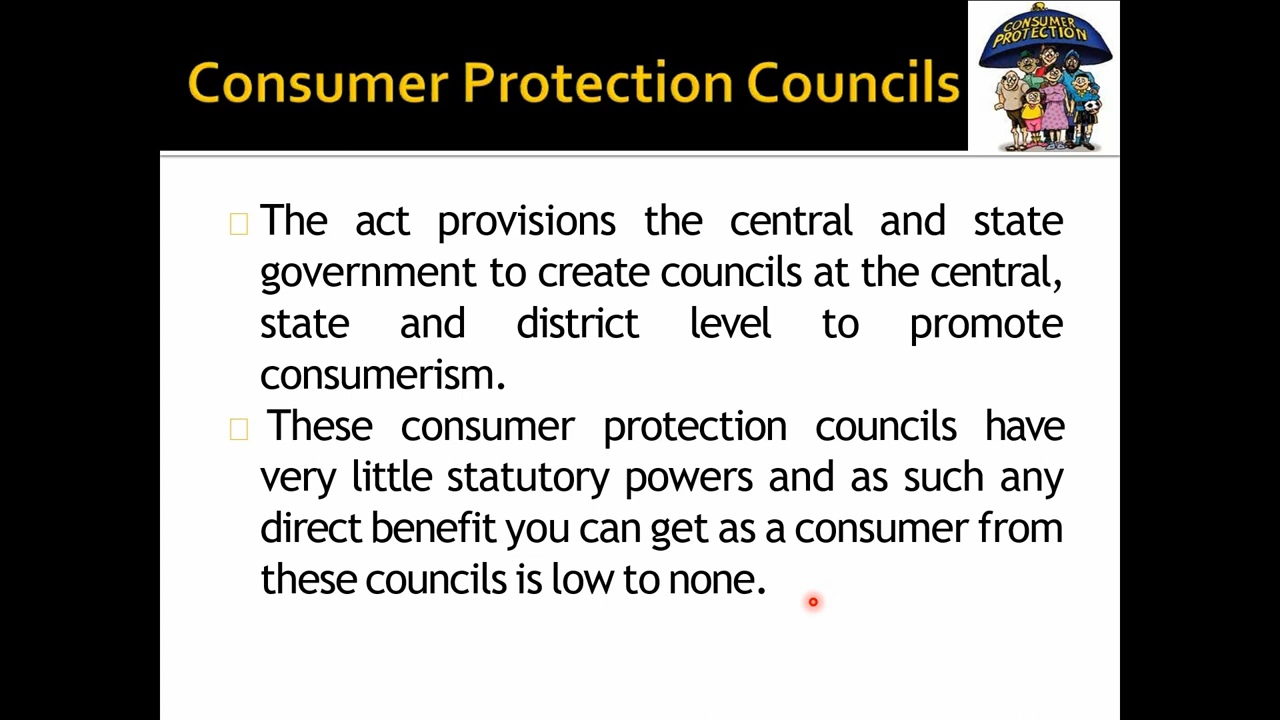 Consumer Protection Councils
CONSUMER
PROTECTION
The act provisions the central and state
government to create councils at the central,
state and district level to promote
consumerism.
These consumer protection councils have
very little statutory powers and as such any
direct benefit you can get as a consumer from
these councils is low to none.